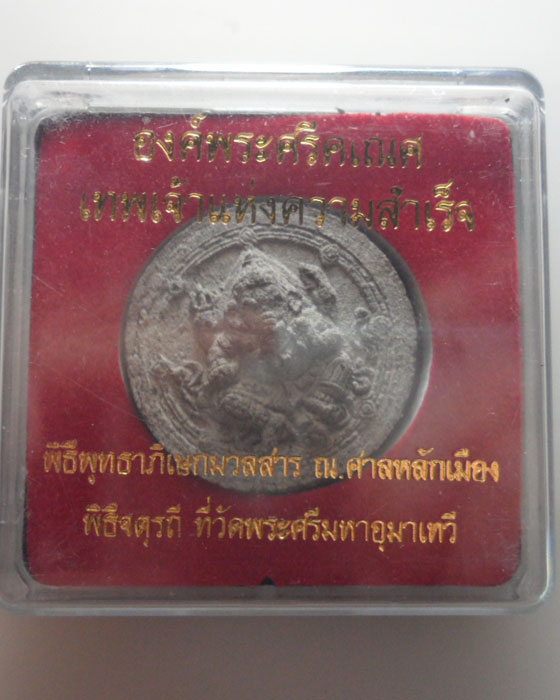 องค์พระศรีคเณศ
เทพเจ้าแห่งความสำเร็จ
พิธีพุทธาภิเษกมวลสาร ณ.ศาลหลักเมือง
พิธีจตุรถี ที่วัดพระศรีมหาอุมาเทวี